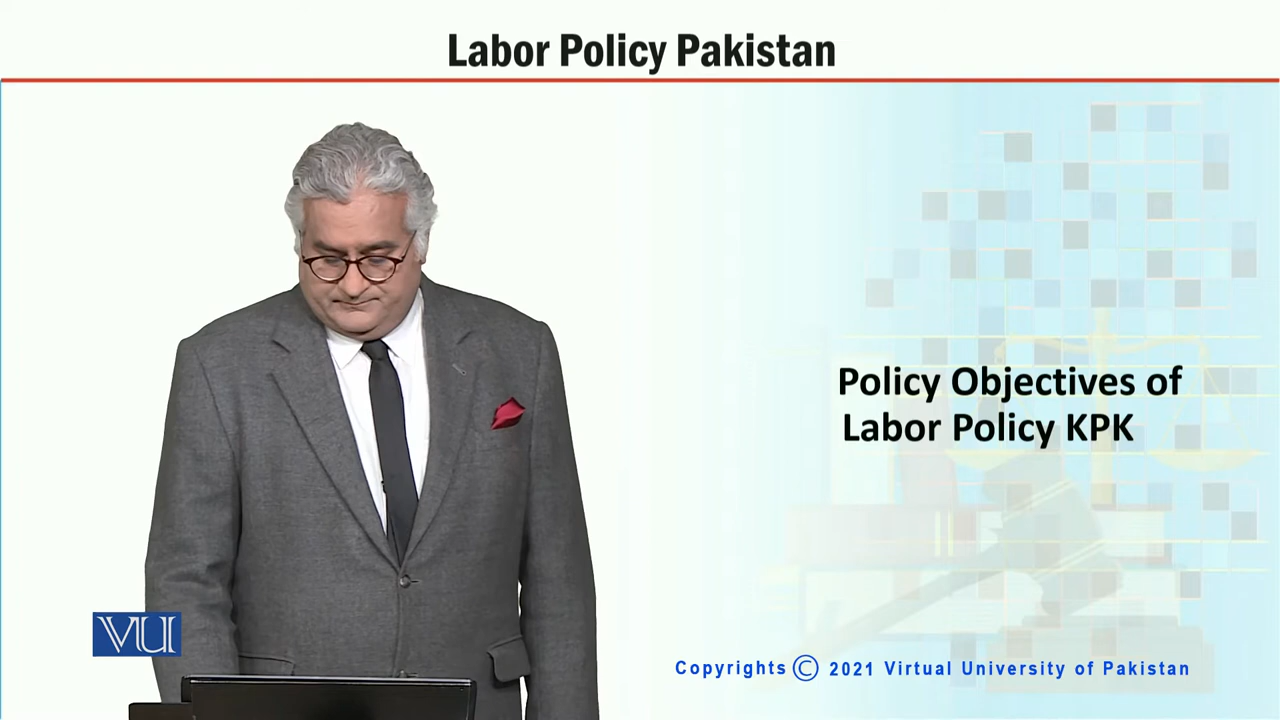 Labor Policy Pakistan
Policy Objectives of
Labor Policy KPK
VU
Copyrights © 2021 Virtual University of Pakistan